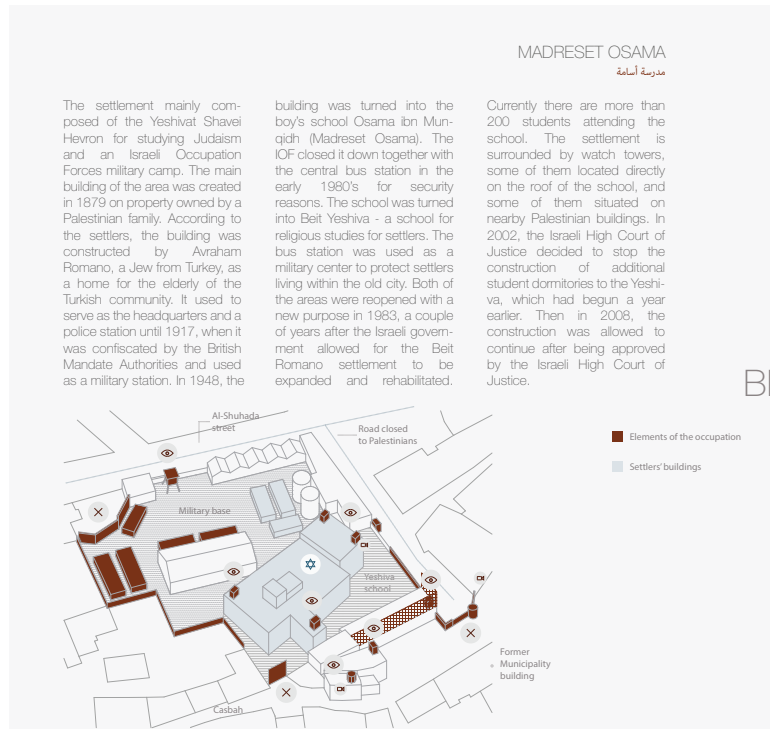 MADRESET OSAMA
مدرسة أسامة
The settlement mainly com-
posed of the Yeshivat Shavei
Hevron for studying Judaism
and an Israeli Occupation
Forces military camp. The main
building of the area was created
in 1879 on property owned by a
Palestinian family. According to
the settlers, the building was
constructed by Avraham
Romano, a Jew from Turkey, as
a home for the elderly of the
Turkish community. It used to
serve as the headquarters and a
police station until 1917, when it
was confiscated by the British
Mandate Authorities and used
as a military station. In 1948, the
building was turned into the
boy's school Osama ibn Mun-
qidh (Madreset Osama). The
IOF closed it down together with
the central bus station in the
early 1980's for security
reasons. The school was turned
into Beit Yeshiva - a school for
religious studies for settlers. The
bus station was used as a
military center to protect settlers
living within the old city. Both of
the areas were reopened with a
new purpose in 1983, a couple
of years after the Israeli govern-
ment allowed for the Beit
Romano settlement to be
expanded and rehabilitated.
Currently there are more than
200 students attending the
school. The settlement is
surrounded by watch towers,
some of them located directly
on the roof of the school, and
some of them situated on
nearby Palestinian buildings. In
2002, the Israeli High Court of
Justice decided to stop the
construction of additional
student dormitories to the Yeshi-
va, which had begun a year
earlier. Then in 2008, the
construction was allowed to
continue after being approved
by the Israeli High Court of
Justice.
Al-Shuhada
street
Road closed
to Palestinians
Elements of the occupation
Settlers' buildings
Military base
Yeshiva
school
Former
Municipality
building
Casbah